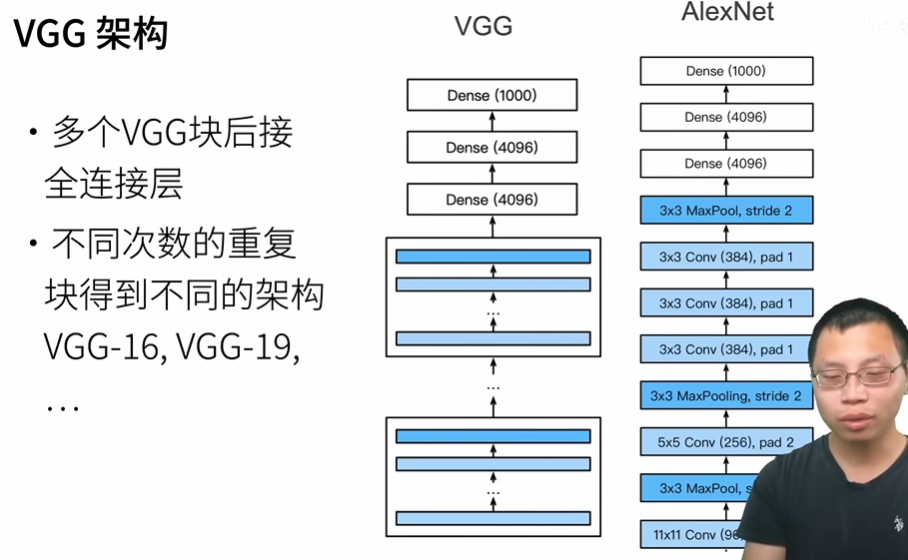 VGG 架构
• 多个VGG块后接
全连接层
• 不同次数的重复
块得到不同的架构
VGG-16, VGG-19,
…
VGG
Dense (1000)
Dense (4096)
Dense (4096)
...
...
...
AlexNet
Dense (1000)
Dense (4096)
Dense (4096)
3x3 MaxPool, stride 2
3x3 Conv (384), pad 1
3x3 Conv (384), pad 1
3x3 Conv (384), pad 1
3x3 MaxPooling, stride 2
5x5 Conv (256), pad 2
3x3 MaxPool,
11x11 Conv